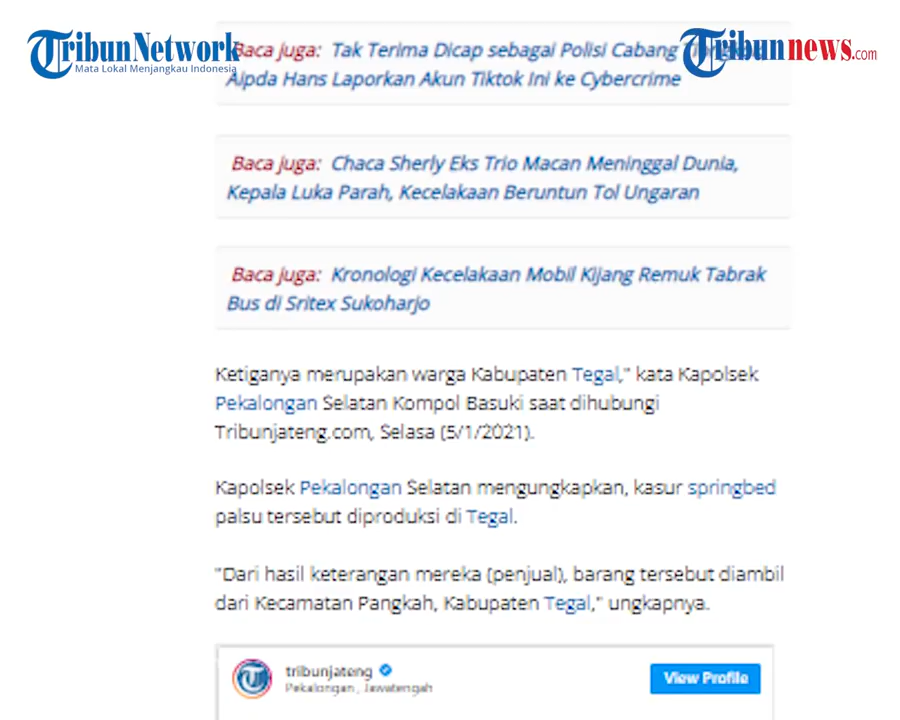 Tribun Network
Mata Lokal Menjangkau Indonesia
Tribunnews.com
Baca juga: Tak Terima Dicap sebagai Polisi Cabang
Aipda Hans Laporkan Akun Tiktok Ini ke Cybercrime
Baca juga: Chaca Sherly Eks Trio Macan Meninggal Dunia,
Kepala Luka Parah, Kecelakaan Beruntun Tol Ungaran
Baca juga: Kronologi Kecelakaan Mobil Kijang Remuk Tabrak
Bus di Sritex Sukoharjo
Ketiganya merupakan warga Kabupaten Tegal," kata Kapolsek
Pekalongan Selatan Kompol Basuki saat dihubungi
Tribunjateng.com, Selasa (5/1/2021).
Kapolsek Pekalongan Selatan mengungkapkan, kasur springbed
palsu tersebut diproduksi di Tegal.
"Dari hasil keterangan mereka (penjual), barang tersebut diambil
dari Kecamatan Pangkah, Kabupaten Tegal," ungkapnya.
tribunjateng
Pekalongan , Jawatengah
View Profile